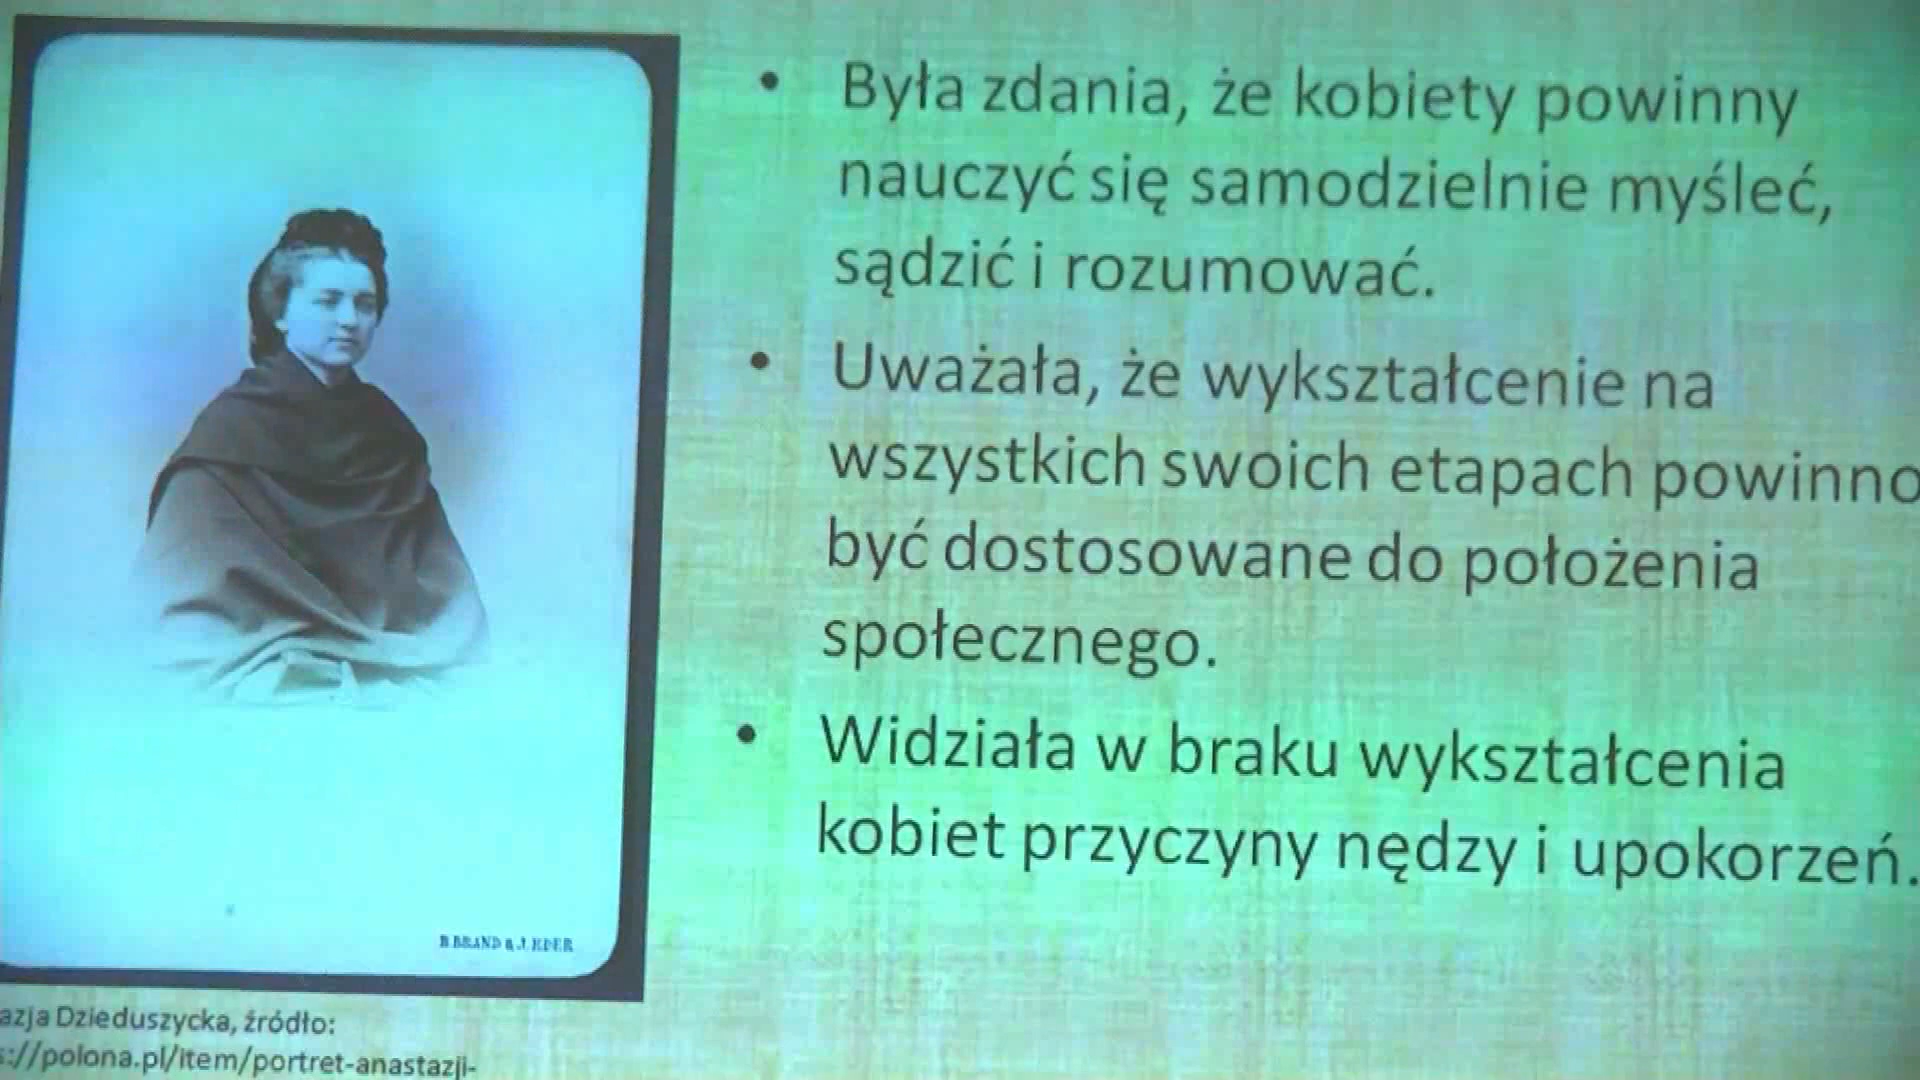 • Była zdania, że kobiety powinny
nauczyć się samodzielnie myśleć,
sądzić i rozumować.
• Uważała, że wykształcenie na
wszystkich swoich etapach powinno
być dostosowane do położenia
społecznego.
• Widziała w braku wykształcenia
kobiet przyczyny nędzy i upokorzeń.
B.BRAND & J.EDER
azja Dzieduszycka, źródło:
s://polona.pl/item/portret-anastazji-